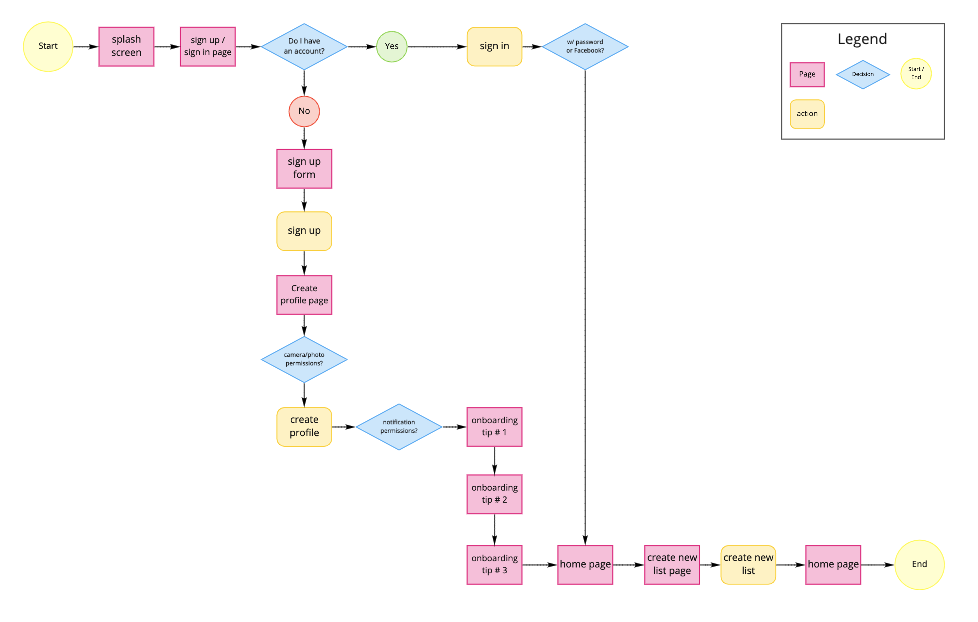 Start
splash
screen
sign up /
sign in page
Do I have
an account?
Yes
sign in
w/ password
or Facebook?
Legend
Page
Decision
Start /
End
action
No
sign up
form
sign up
Create
profile page
camera/photo
permissions?
create
profile
notification
permissions?
onboarding
tip # 1
onboarding
tip # 2
onboarding
tip # 3
home page
create new
list page
create new
list
home page
End